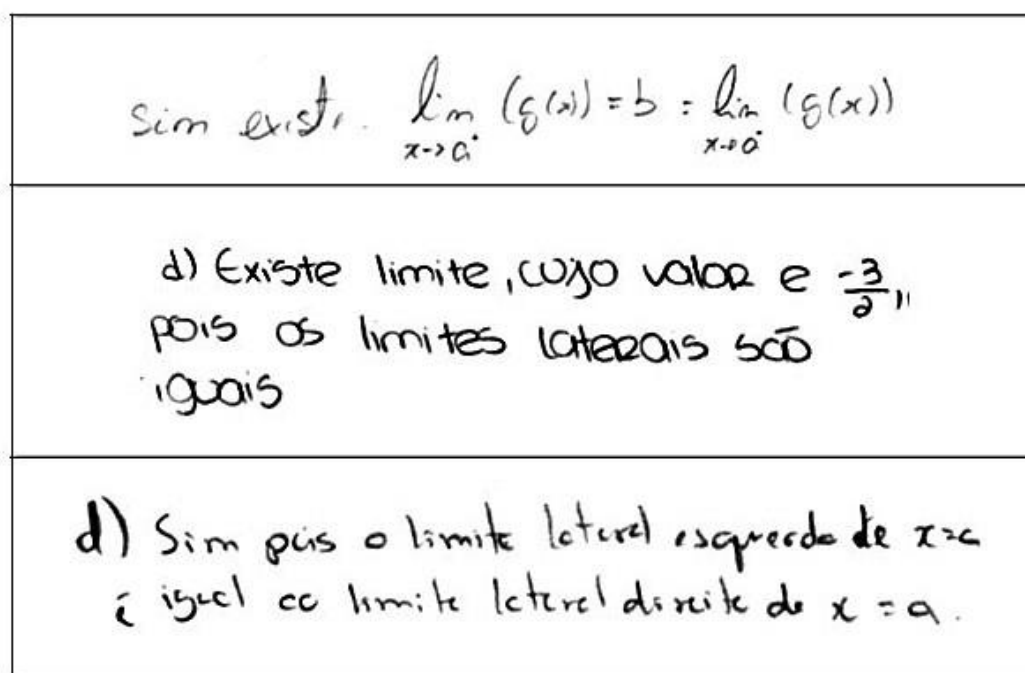 sim existe. lim (g(x)) = b = lim (g(x))
x→a⁺ x→a⁻
d) Existe limite, cujo valor e -3/2,,
pois os limites laterais são
iguais
d) Sim pois o limite lateral esquerdo de x=a
é igual ao limite lateral direito de x = a.